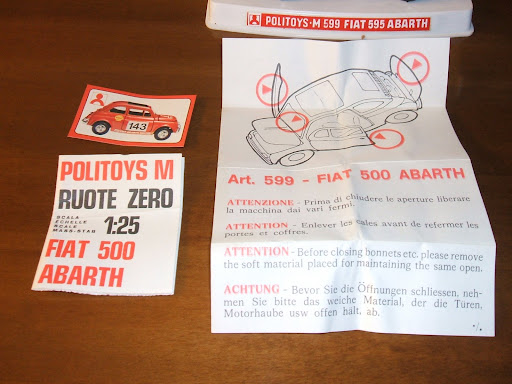 POLITOYS-M 599 FIAT 595 ABARTH
143
POLITOYS M
RUOTE ZERO
SCALA
ECHELLE
SCALE
MASS-STAB
1:25
FIAT 500
ABARTH
Art. 599 - FIAT 500 ABARTH
ATTENZIONE - Prima di chiudere le aperture liberare
la macchina dai vari fermi.
ATTENTION - Enlever les cales avant de refermer les
portes et coffres.
ATTENTION - Before closing bonnets etc. please remove
the soft material placed for maintaining the same open.
ACHTUNG - Bevor Sie die Öffnungen schliessen, neh-
men Sie bitte das weiche Material, der die Türen,
Motorhaube usw offen hält, ab.